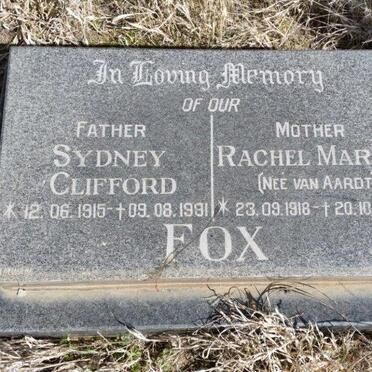 In Loving Memory
OF OUR
FATHER
SYDNEY
CLIFFORD
* 12.06.1915-†09.08.1991
MOTHER
RACHEL MAR
(NEÉ VAN AARDT
* 23.09.1918-†20.10
FOX